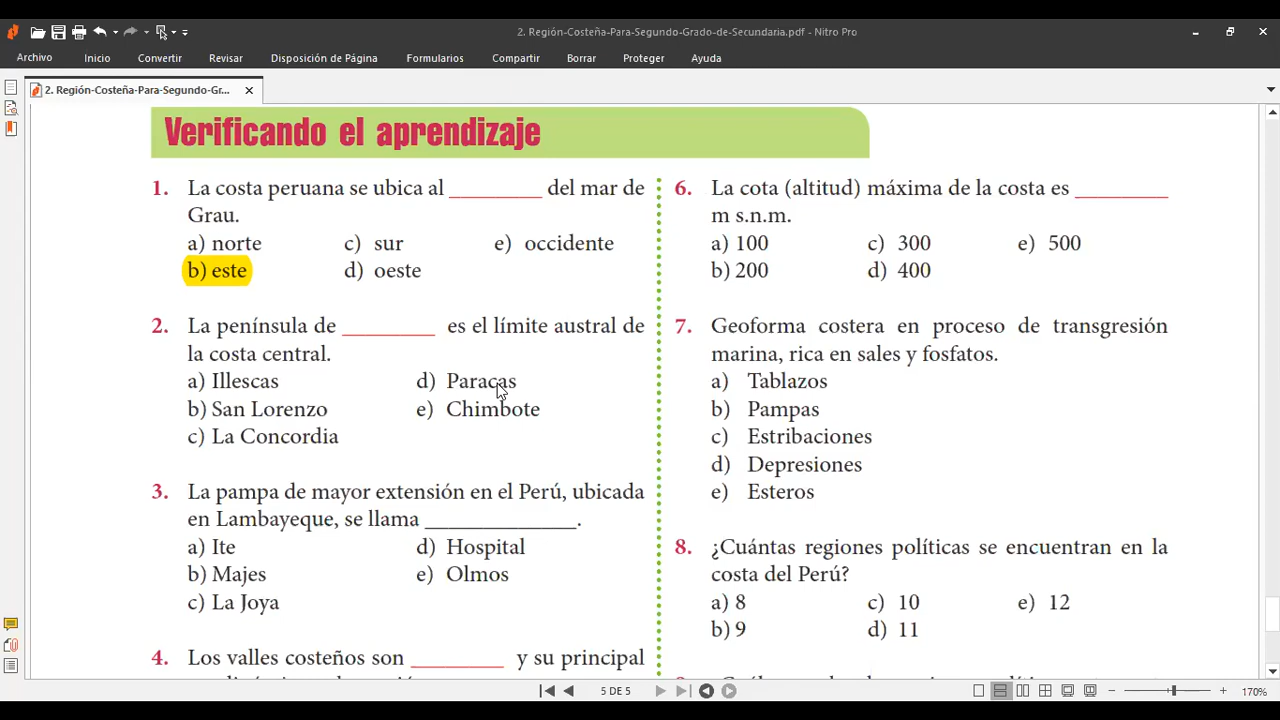 2. Región-Costeña-Para-Segundo-Grado-de-Secundaria.pdf - Nitro Pro
Archivo Inicio Convertir Revisar Disposición de Página Formularios Compartir Borrar Proteger Ayuda
2. Región-Costeña-Para-Segundo-Gr...
Verificando el aprendizaje
1. La costa peruana se ubica al ________ del mar de
Grau.
a) norte c) sur e) occidente
b) este d) oeste
2. La península de ________ es el límite austral de
la costa central.
a) Illescas d) Paracas
b) San Lorenzo e) Chimbote
c) La Concordia
3. La pampa de mayor extensión en el Perú, ubicada
en Lambayeque, se llama ______________.
a) Ite d) Hospital
b) Majes e) Olmos
c) La Joya
4. Los valles costeños son ________ y su principal
6. La cota (altitud) máxima de la costa es ________
m s.n.m.
a) 100 c) 300 e) 500
b) 200 d) 400
7. Geoforma costera en proceso de transgresión
marina, rica en sales y fosfatos.
a) Tablazos
b) Pampas
c) Estribaciones
d) Depresiones
e) Esteros
8. ¿Cuántas regiones políticas se encuentran en la
costa del Perú?
a) 8 c) 10 e) 12
b) 9 d) 11
5 DE 5
170%